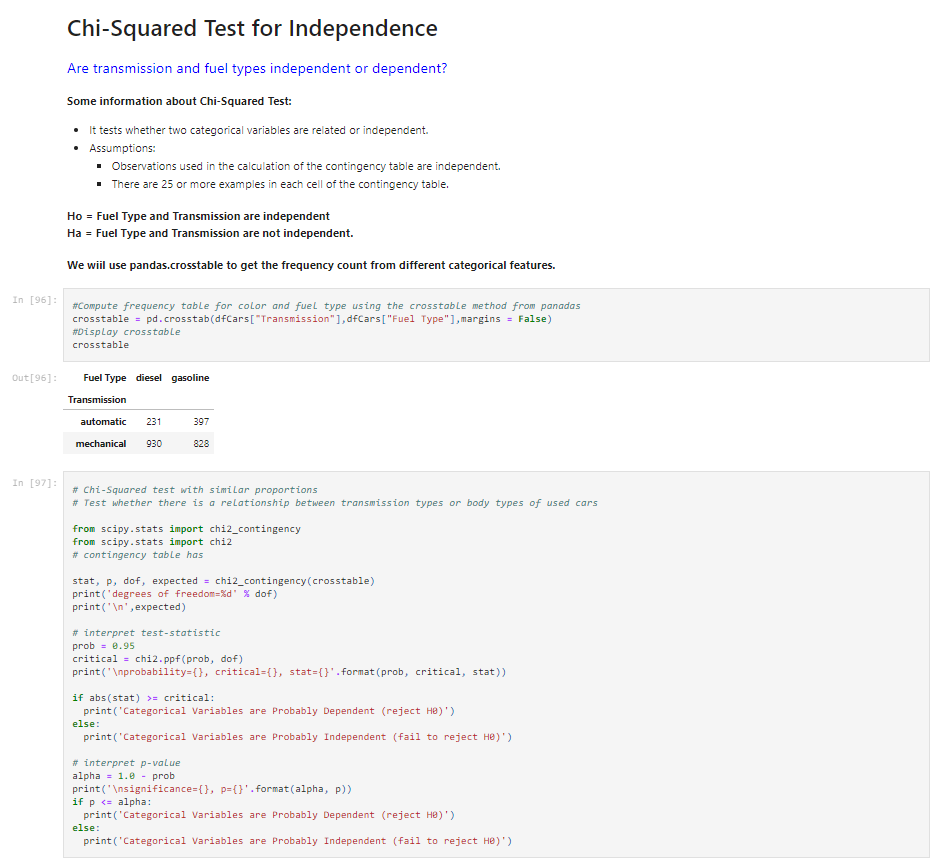 Chi-Squared Test for Independence
Are transmission and fuel types independent or dependent?
Some information about Chi-Squared Test:
• It tests whether two categorical variables are related or independent.
• Assumptions:
▪ Observations used in the calculation of the contingency table are independent.
▪ There are 25 or more examples in each cell of the contingency table.
Ho = Fuel Type and Transmission are independent
Ha = Fuel Type and Transmission are not independent.
We wiil use pandas.crosstable to get the frequency count from different categorical features.
In [96]:
#Compute frequency table for color and fuel type using the crosstable method from panadas
crosstable = pd.crosstab(dfCars["Transmission"],dfCars["Fuel Type"],margins = False)
#Display crosstable
crosstable
Out[96]:
Fuel Type diesel gasoline
Transmission
automatic 231 397
mechanical 930 828
In [97]:
# Chi-Squared test with similar proportions
# Test whether there is a relationship between transmission types or body types of used cars
from scipy.stats import chi2_contingency
from scipy.stats import chi2
# contingency table has
stat, p, dof, expected = chi2_contingency(crosstable)
print('degrees of freedom=%d' % dof)
print('\n',expected)
# interpret test-statistic
prob = 0.95
critical = chi2.ppf(prob, dof)
print('\nprobability={}, critical={}, stat={}'.format(prob, critical, stat))
if abs(stat) >= critical:
  print('Categorical Variables are Probably Dependent (reject H0)')
else:
  print('Categorical Variables are Probably Independent (fail to reject H0)')
# interpret p-value
alpha = 1.0 - prob
print('\nsignificance={}, p={}'.format(alpha, p))
if p <= alpha:
  print('Categorical Variables are Probably Dependent (reject H0)')
else:
  print('Categorical Variables are Probably Independent (fail to reject H0)')